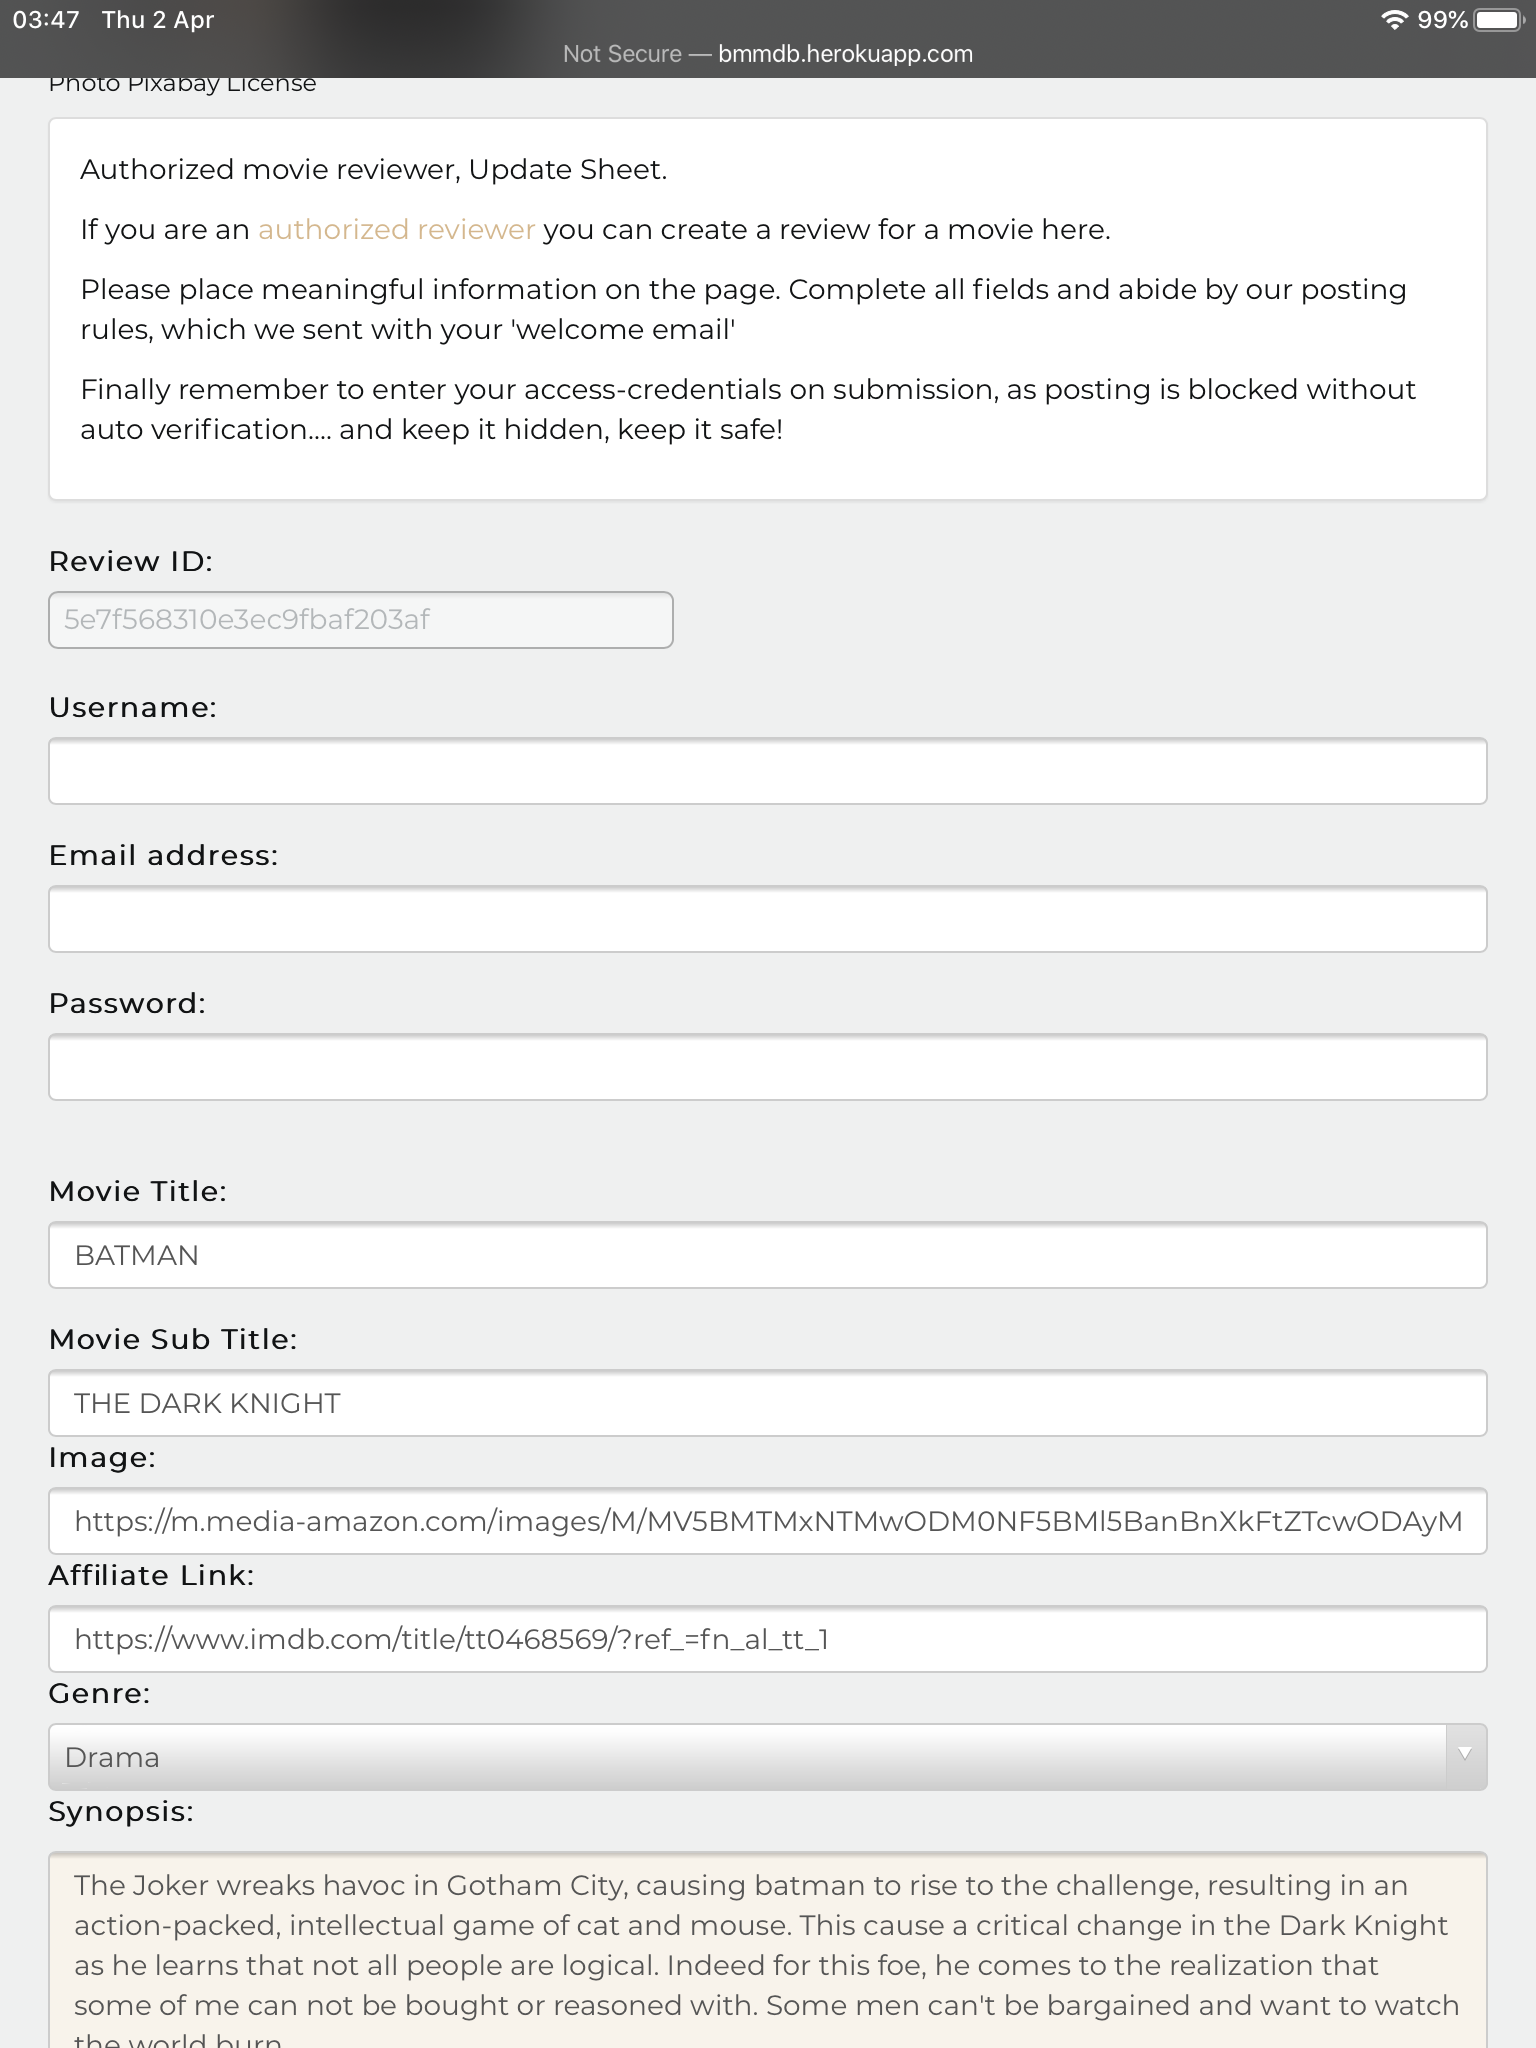 03:47 Thu 2 Apr
99%
Not Secure — bmmdb.herokuapp.com
Photo Pixabay License
Authorized movie reviewer, Update Sheet.
If you are an authorized reviewer you can create a review for a movie here.
Please place meaningful information on the page. Complete all fields and abide by our posting
rules, which we sent with your 'welcome email'
Finally remember to enter your access-credentials on submission, as posting is blocked without
auto verification.... and keep it hidden, keep it safe!
Review ID:
5e7f568310e3ec9fbaf203af
Username:
Email address:
Password:
Movie Title:
BATMAN
Movie Sub Title:
THE DARK KNIGHT
Image:
https://m.media-amazon.com/images/M/MV5BMTMxNTMwODM0NF5BMl5BanBnXkFtZTcwODAyM
Affiliate Link:
https://www.imdb.com/title/tt0468569/?ref_=fn_al_tt_1
Genre:
Drama
Synopsis:
The Joker wreaks havoc in Gotham City, causing batman to rise to the challenge, resulting in an
action-packed, intellectual game of cat and mouse. This cause a critical change in the Dark Knight
as he learns that not all people are logical. Indeed for this foe, he comes to the realization that
some of me can not be bought or reasoned with. Some men can't be bargained and want to watch
the world burn